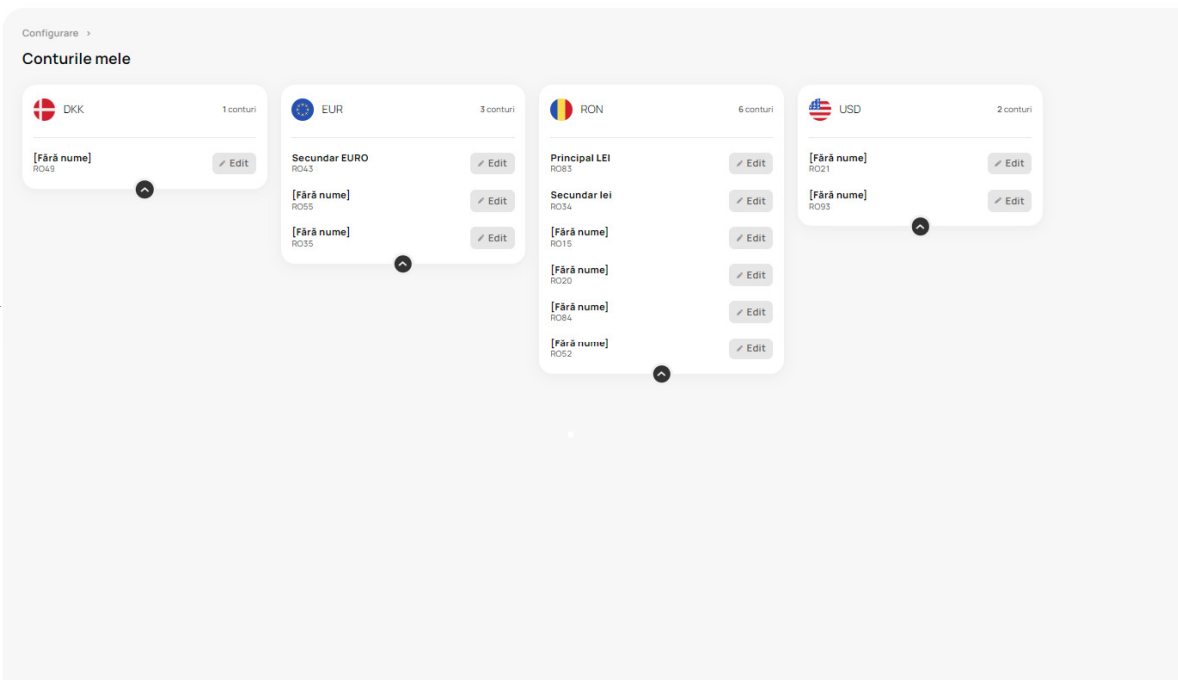 Configurare >
Conturile mele
DKK
1 conturi
[Fără nume]
RO49
Edit
EUR
3 conturi
Secundar EURO
RO43
Edit
[Fără nume]
RO55
Edit
[Fără nume]
RO35
Edit
RON
6 conturi
Principal LEI
RO83
Edit
Secundar lei
RO34
Edit
[Fără nume]
RO15
Edit
[Fără nume]
RO20
Edit
[Fără nume]
RO84
Edit
[Fără nume]
RO52
Edit
USD
2 conturi
[Fără nume]
RO21
Edit
[Fără nume]
RO93
Edit